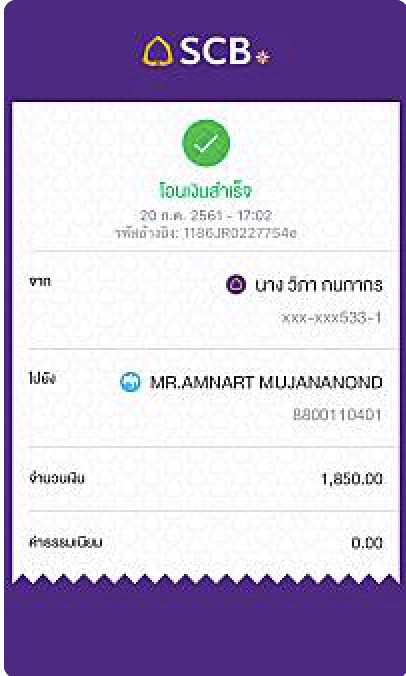 SCB
โอนเงินสำเร็จ
20 ก.ค. 2561 - 17:02
รหัสอ้างอิง: 1186JR0227754e
จาก
นาง วิภา ถนภากร
xxx-xxx533-1
ไปยัง
MR.AMNART MUJANANOND
8800110401
จำนวนเงิน
1,850.00
ค่าธรรมเนียม
0.00